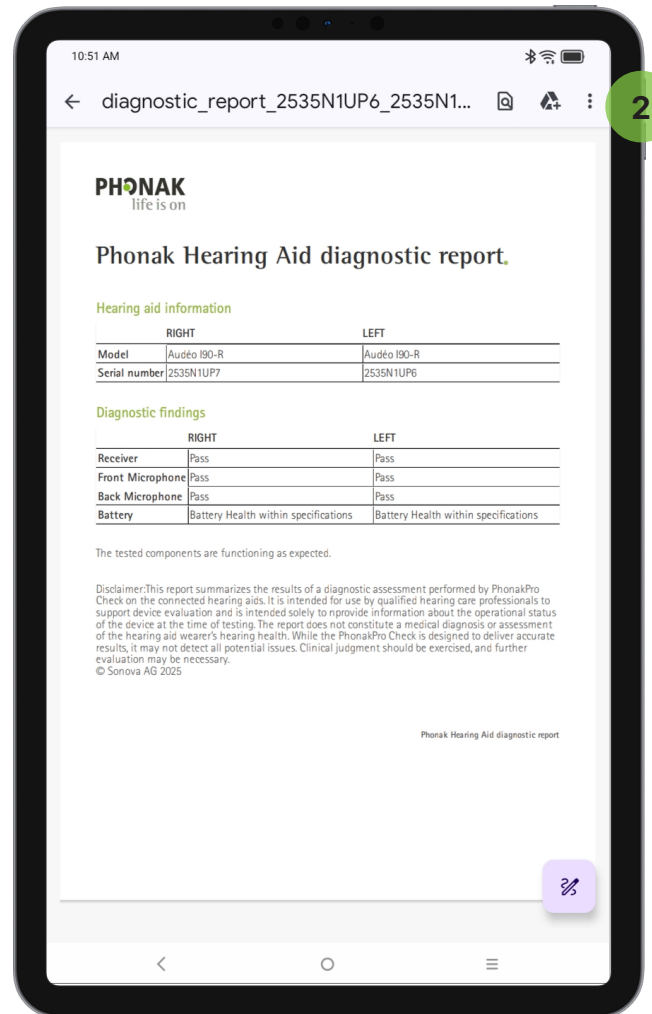 10:51 AM
diagnostic_report_2535N1UP6_2535N1...
2
PHONAK
life is on
Phonak Hearing Aid diagnostic report.
Hearing aid information
RIGHT LEFT
Model Audéo I90-R Audéo I90-R
Serial number 2535N1UP7 2535N1UP6
Diagnostic findings
RIGHT LEFT
Receiver Pass Pass
Front Microphone Pass Pass
Back Microphone Pass Pass
Battery Battery Health within specifications Battery Health within specifications
The tested components are functioning as expected.
Disclaimer:This report summarizes the results of a diagnostic assessment performed by PhonakPro
Check on the connected hearing aids. It is intended for use by qualified hearing care professionals to
support device evaluation and is intended solely to nprovide information about the operational status
of the device at the time of testing. The report does not constitute a medical diagnosis or assessment
of the hearing aid wearer's hearing health. While the PhonakPro Check is designed to deliver accurate
results, it may not detect all potential issues. Clinical judgment should be exercised, and further
evaluation may be necessary.
© Sonova AG 2025
Phonak Hearing Aid diagnostic report